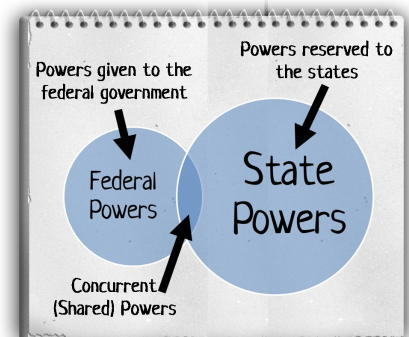 Powers reserved to
the states
Powers given to the
federal government
Federal
Powers
State
Powers
Concurrent
(Shared) Powers